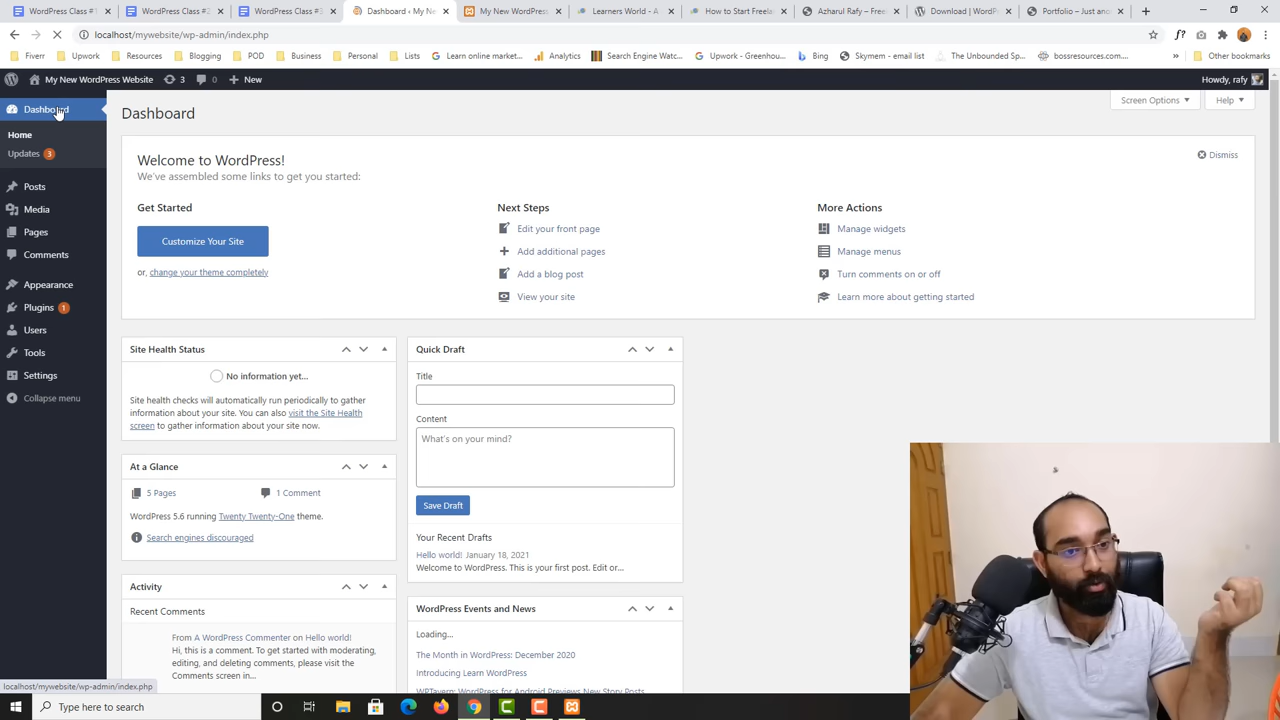 WordPress Class #1
WordPress Class #2
WordPress Class #5
Dashboard ‹ My Ne
My New WordPress
Learners World - A
How to Start Freela
Azharul Rafy – Free
Download | WordPr
Portfolio – Just ano
localhost/mywebsite/wp-admin/index.php
Fiverr
Upwork
Resources
Blogging
POD
Business
Personal
Lists
Learn online market...
Analytics
Search Engine Watc...
Upwork - Greenhou...
Bing
Skymem - email list
The Unbounded Sp...
bossresources.com...
Other bookmarks
My New WordPress Website
3
0
New
Howdy, rafy
Dashboard
Home
Updates 3
Posts
Media
Pages
Comments
Appearance
Plugins 1
Users
Tools
Settings
Collapse menu
Dashboard
Screen Options
Help
Welcome to WordPress!
We've assembled some links to get you started:
Dismiss
Get Started
Customize Your Site
or, change your theme completely
Next Steps
Edit your front page
Add additional pages
Add a blog post
View your site
More Actions
Manage widgets
Manage menus
Turn comments on or off
Learn more about getting started
Site Health Status
No information yet...
Site health checks will automatically run periodically to gather
information about your site. You can also visit the Site Health
screen to gather information about your site now.
At a Glance
5 Pages
1 Comment
WordPress 5.6 running Twenty Twenty-One theme.
Search engines discouraged
Activity
Recent Comments
From A WordPress Commenter on Hello world!
Hi, this is a comment. To get started with moderating,
editing, and deleting comments, please visit the
Comments screen in...
Quick Draft
Title
Content
What's on your mind?
Save Draft
Your Recent Drafts
Hello world! January 18, 2021
Welcome to WordPress. This is your first post. Edit or...
WordPress Events and News
Loading...
The Month in WordPress: December 2020
Introducing Learn WordPress
WPTavern: WordPress for Android Previews New Story Posts
localhost/mywebsite/wp-admin/index.php
Type here to search